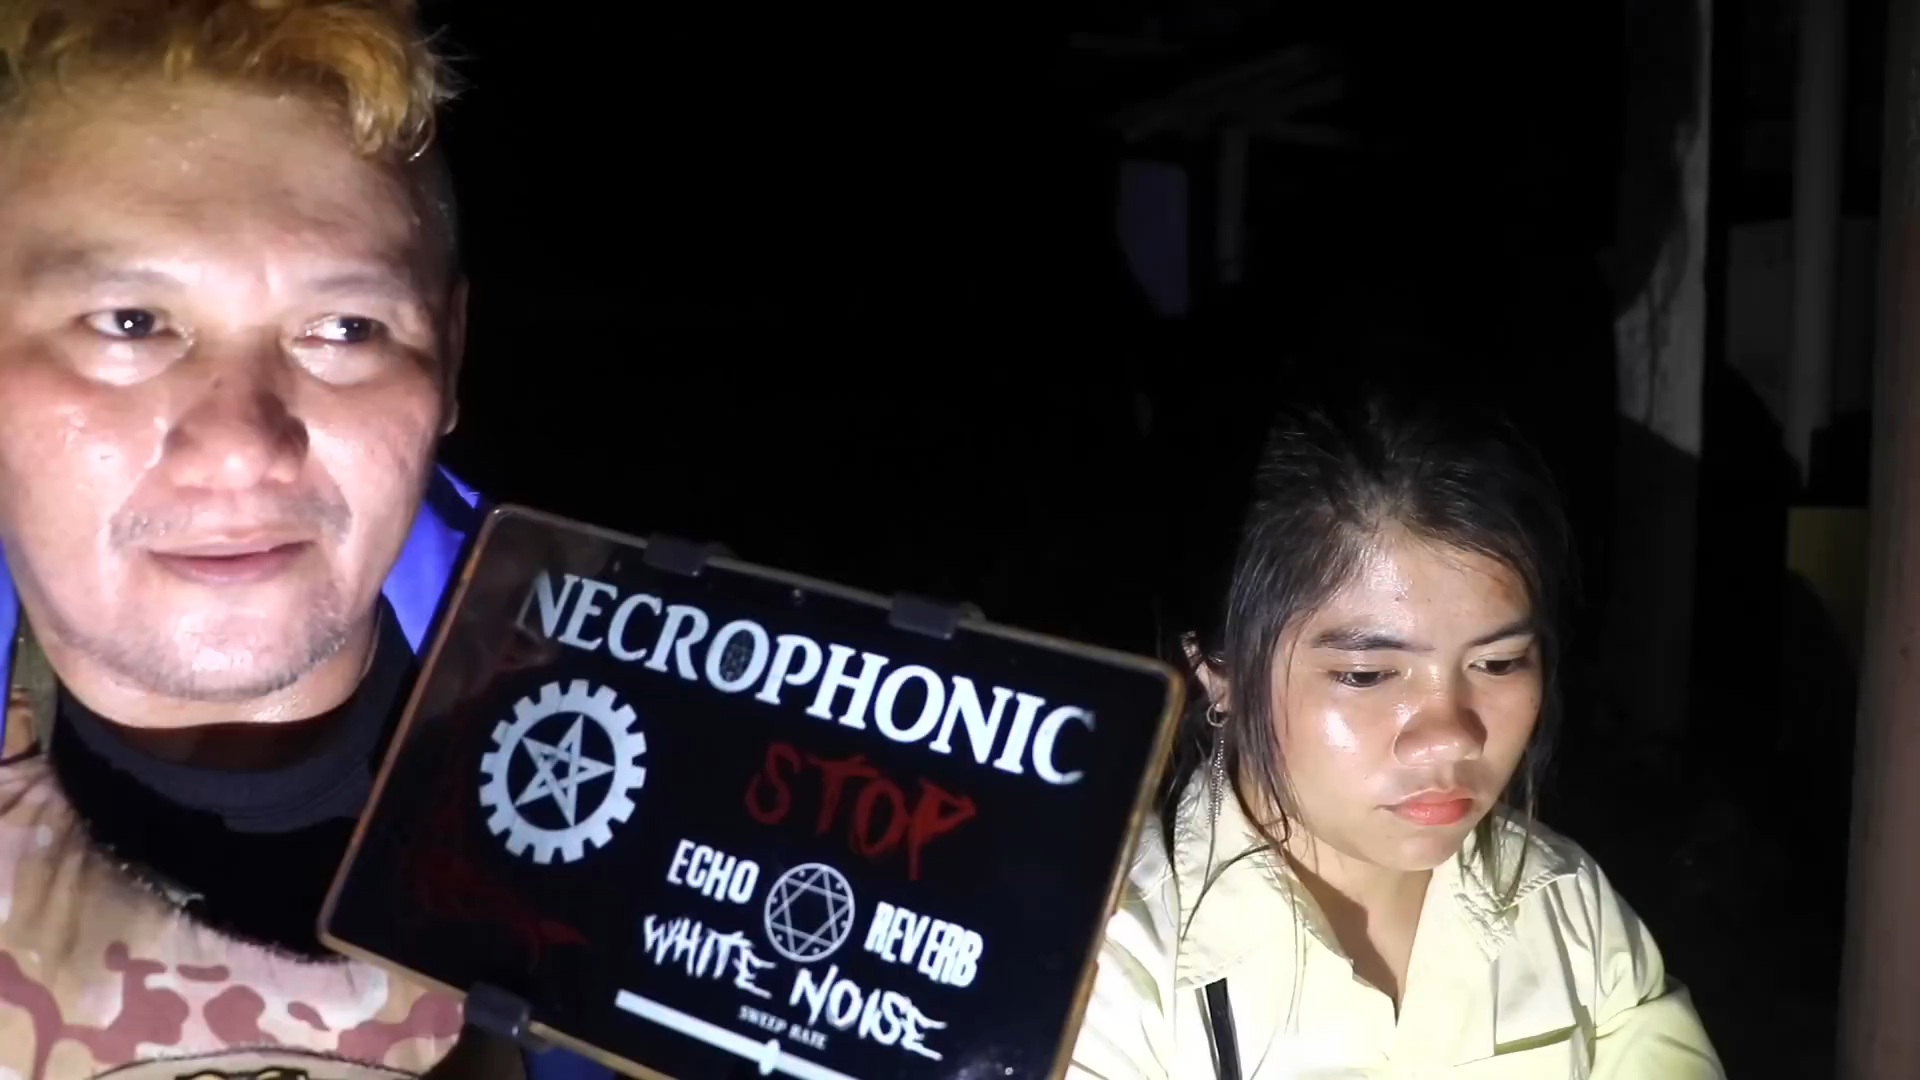 NECROPHONIC
STOP
ECHO REVERB
WHITE NOISE
SWEEP RATE